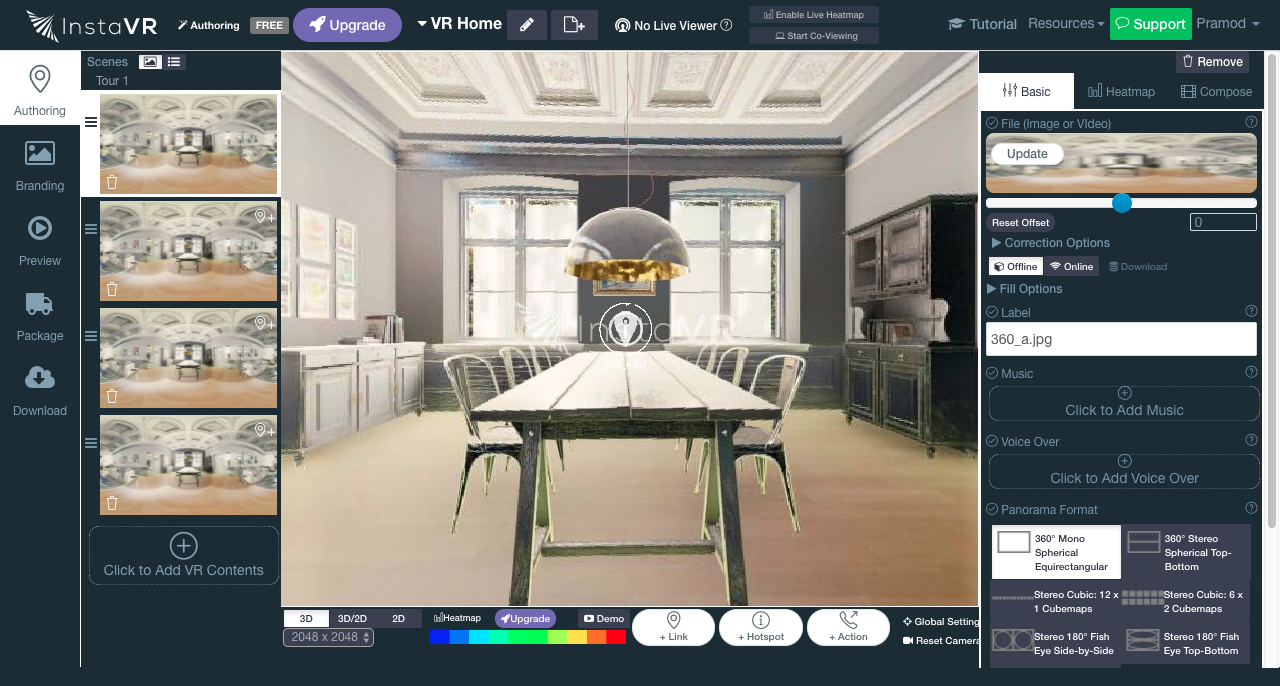 InstaVR
Authoring
FREE
Upgrade
VR Home
No Live Viewer
Enable Live Heatmap
Start Co-Viewing
Tutorial
Resources
Support
Pramod
Authoring
Branding
Preview
Package
Download
Scenes
Tour 1
Click to Add VR Contents
InstaVR
360_a.jpg
3D
3D/2D
2D
2048 x 2048
Heatmap
Upgrade
Demo
+ Link
+ Hotspot
+ Action
Global Setting
Reset Camera
Remove
Basic
Heatmap
Compose
File (Image or VIdeo)
Update
Reset Offset
0
Correction Options
Offline
Online
Download
Fill Options
Label
360_a.jpg
Music
Click to Add Music
Voice Over
Click to Add Voice Over
Panorama Format
360° Mono
Spherical
Equirectangular
360° Stereo
Spherical Top-
Bottom
Stereo Cubic: 12 x
1 Cubemaps
Stereo Cubic: 6 x
2 Cubemaps
Stereo 180° Fish
Eye Side-by-Side
Stereo 180° Fish
Eye Top-Bottom